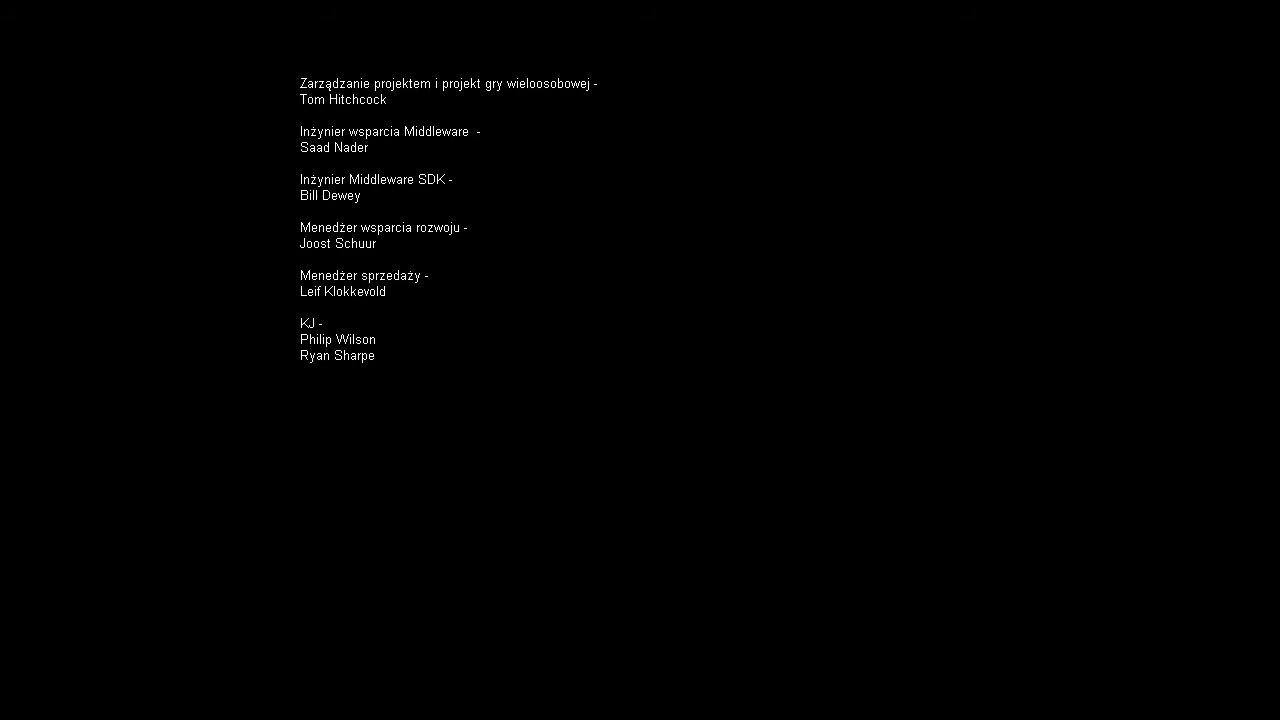 Zarządzanie projektem i projekt gry wieloosobowej -
Tom Hitchcock
Inżynier wsparcia Middleware  -
Saad Nader
Inżynier Middleware SDK -
Bill Dewey
Menedżer wsparcia rozwoju -
Joost Schuur
Menedżer sprzedaży -
Leif Klokkevold
KJ -
Philip Wilson
Ryan Sharpe